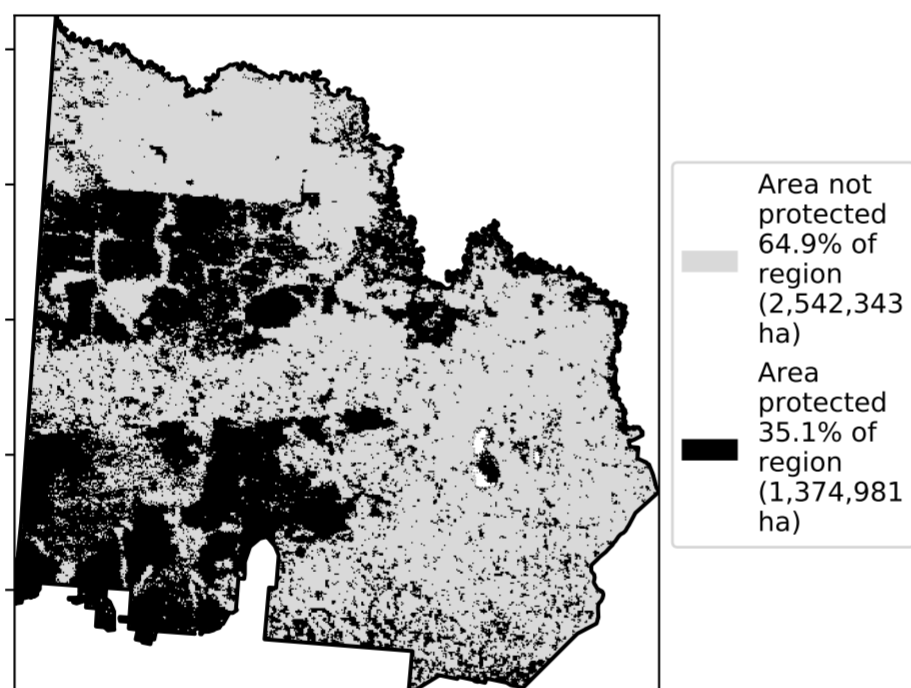 Area not
protected
64.9% of
region
(2,542,343
ha)
Area
protected
35.1% of
region
(1,374,981
ha)